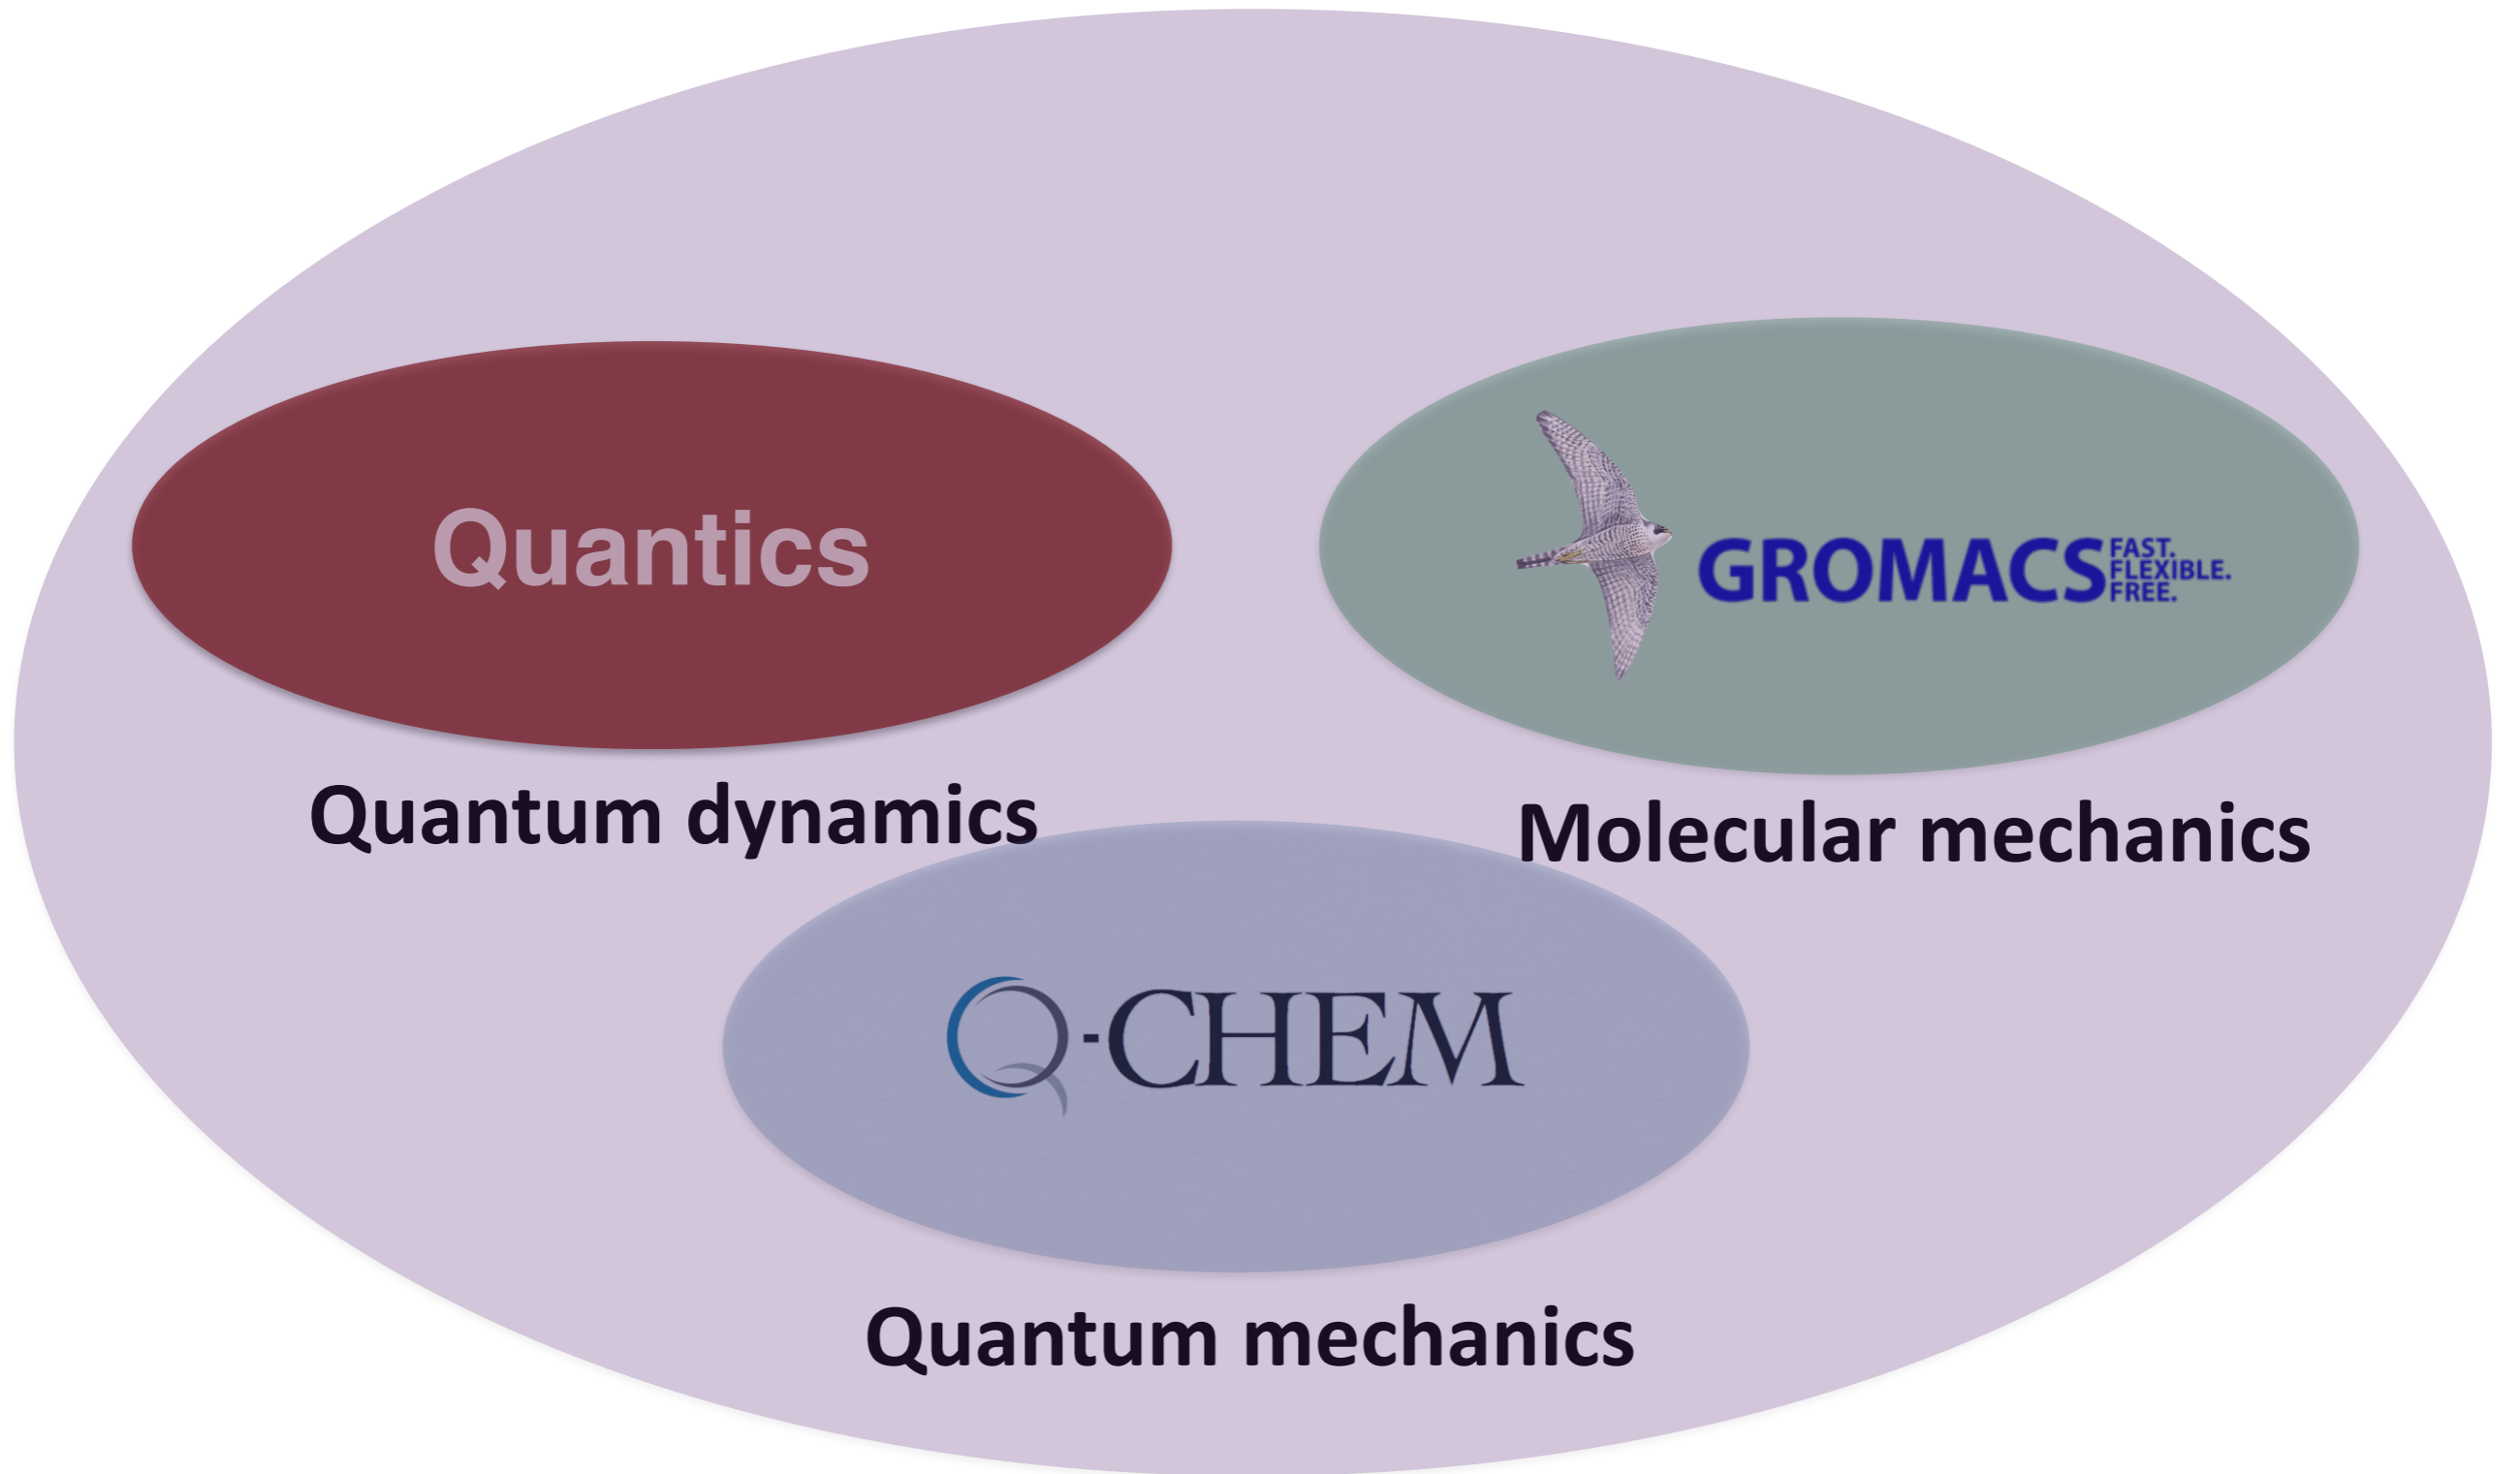 Quantics
GROMACS
FAST.
FLEXIBLE.
FREE.
Quantum dynamics
Molecular mechanics
Q-CHEM
Quantum mechanics